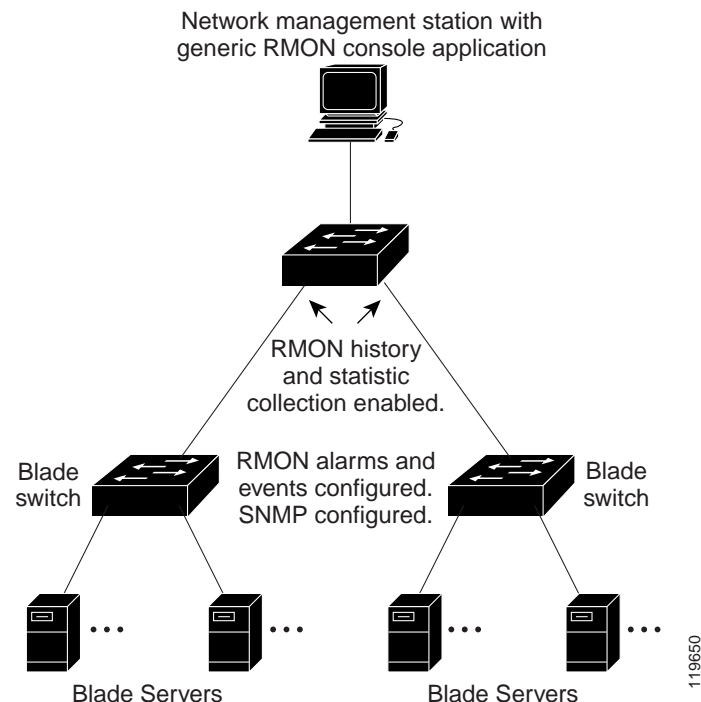 Network management station with
generic RMON console application
RMON history
and statistic
collection enabled.
Blade
switch
RMON alarms and
events configured.
SNMP configured.
Blade
switch
• • •
• • •
• • •
• • •
Blade Servers
Blade Servers
119650